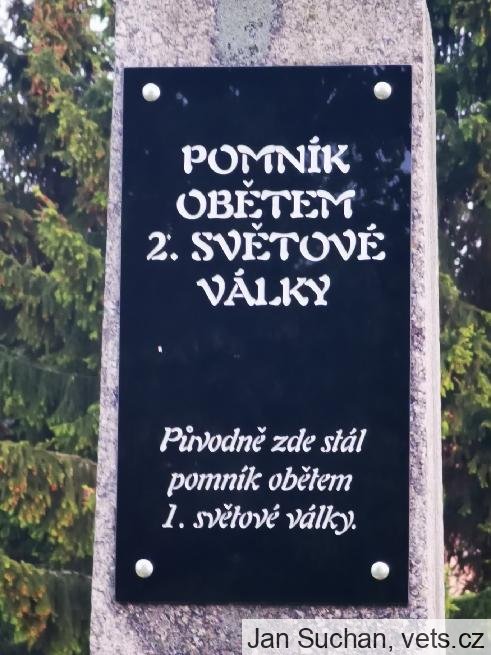 POMNÍK
OBĚTEM
2. SVĚTOVÉ
VÁLKY
Původně zde stál
pomník obětem
1. světové války.
Jan Suchan, vets.cz